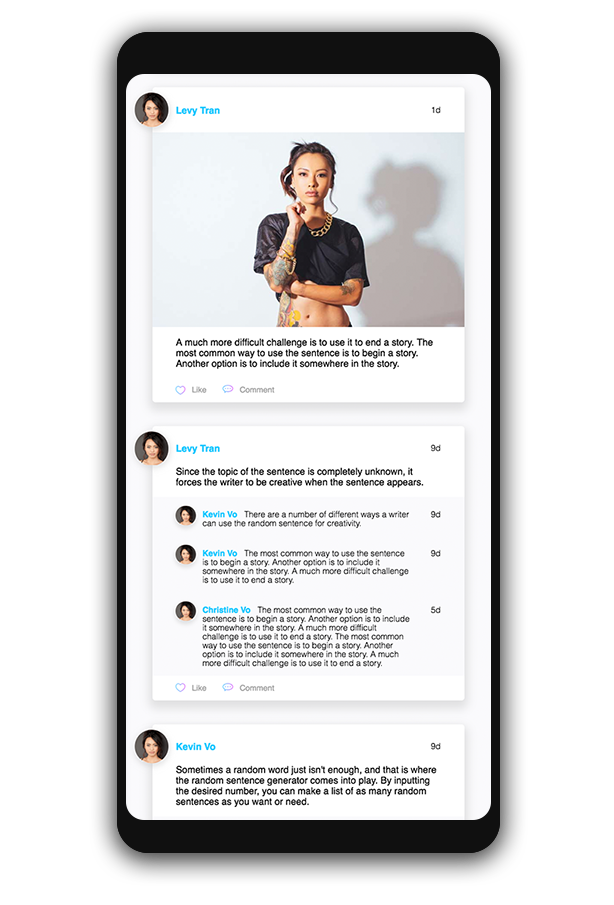 Levy Tran 1d
A much more difficult challenge is to use it to end a story. The
most common way to use the sentence is to begin a story.
Another option is to include it somewhere in the story.
Like Comment
Levy Tran 9d
Since the topic of the sentence is completely unknown, it
forces the writer to be creative when the sentence appears.
Kevin Vo There are a number of different ways a writer 9d
can use the random sentence for creativity.
Kevin Vo The most common way to use the sentence 9d
is to begin a story. Another option is to include it
somewhere in the story. A much more difficult challenge
is to use it to end a story.
Christine Vo The most common way to use the 5d
sentence is to begin a story. Another option is to include
it somewhere in the story. A much more difficult
challenge is to use it to end a story. The most common
way to use the sentence is to begin a story. Another
option is to include it somewhere in the story. A much
more difficult challenge is to use it to end a story.
Like Comment
Kevin Vo 9d
Sometimes a random word just isn't enough, and that is where
the random sentence generator comes into play. By inputting
the desired number, you can make a list of as many random
sentences as you want or need.